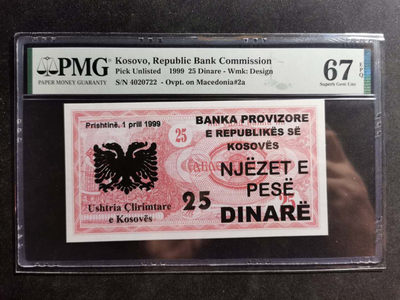 PMG
PAPER MONEY GUARANTY
Kosovo, Republic Bank Commission
Pick Unlisted 1999 25 Dinare - Wmk: Design
S/N 4020722 - Ovpt. on Macedonia#2a
67 EPQ
Superb Gem Unc
Prishtinë, 1 prill 1999
25
Ushtria Çlirimtare
e Kosovës
BANKA PROVIZORE
E REPUBLIKËS SË
KOSOVËS
NJËZET E
PESË
25 DINARË